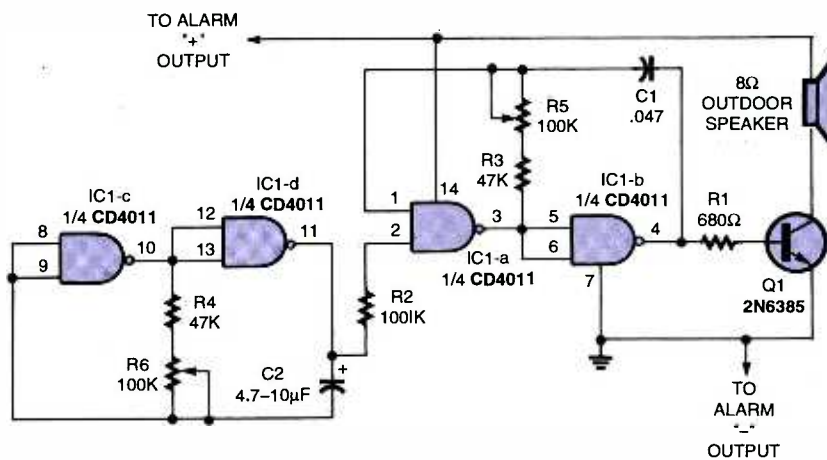 TO ALARM
"+"
OUTPUT
8Ω
OUTDOOR
SPEAKER
R5
100K
C1
.047
R3
47K
IC1-c
1/4 CD4011
IC1-d
1/4 CD4011
IC1-b
1/4 CD4011
R1
680Ω
8
9
10
12
13
11
1
2
14
3
5
6
4
7
IC1-a
1/4 CD4011
Q1
2N6385
R4
47K
R2
100IK
R6
100K
C2
4.7–10μF
+
TO
ALARM
"–"
OUTPUT